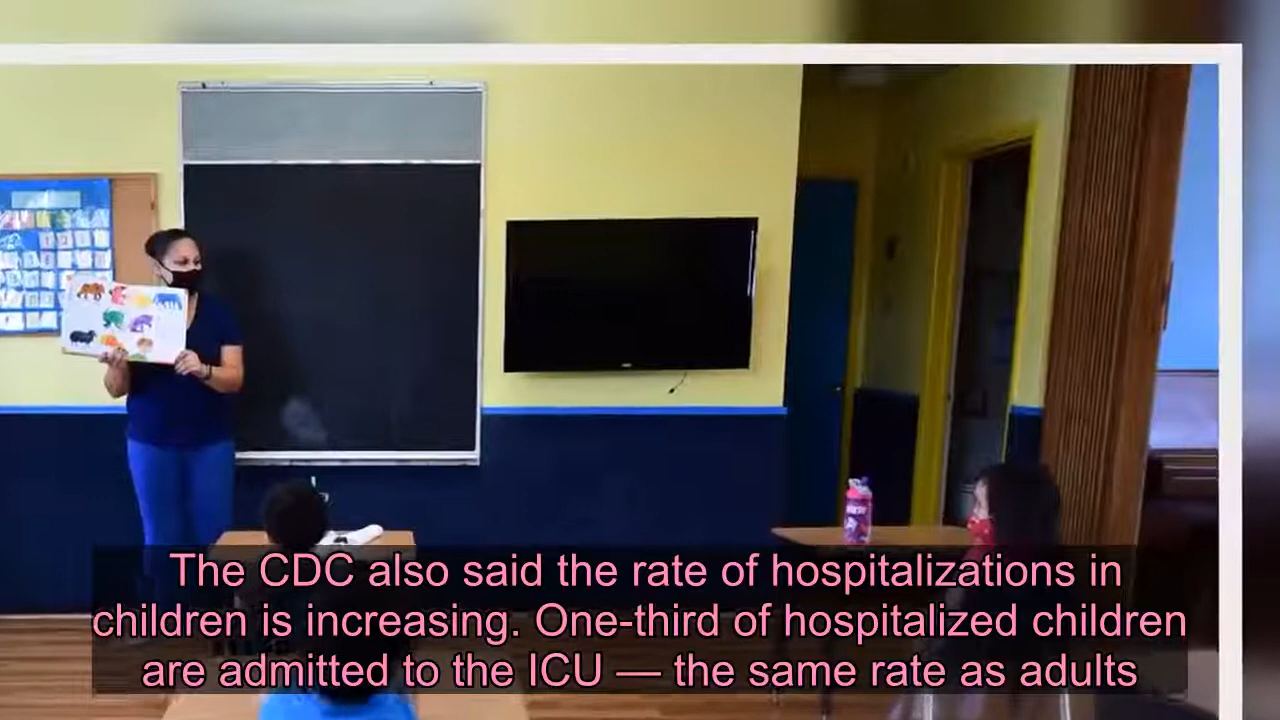 The CDC also said the rate of hospitalizations in
children is increasing. One-third of hospitalized children
are admitted to the ICU — the same rate as adults